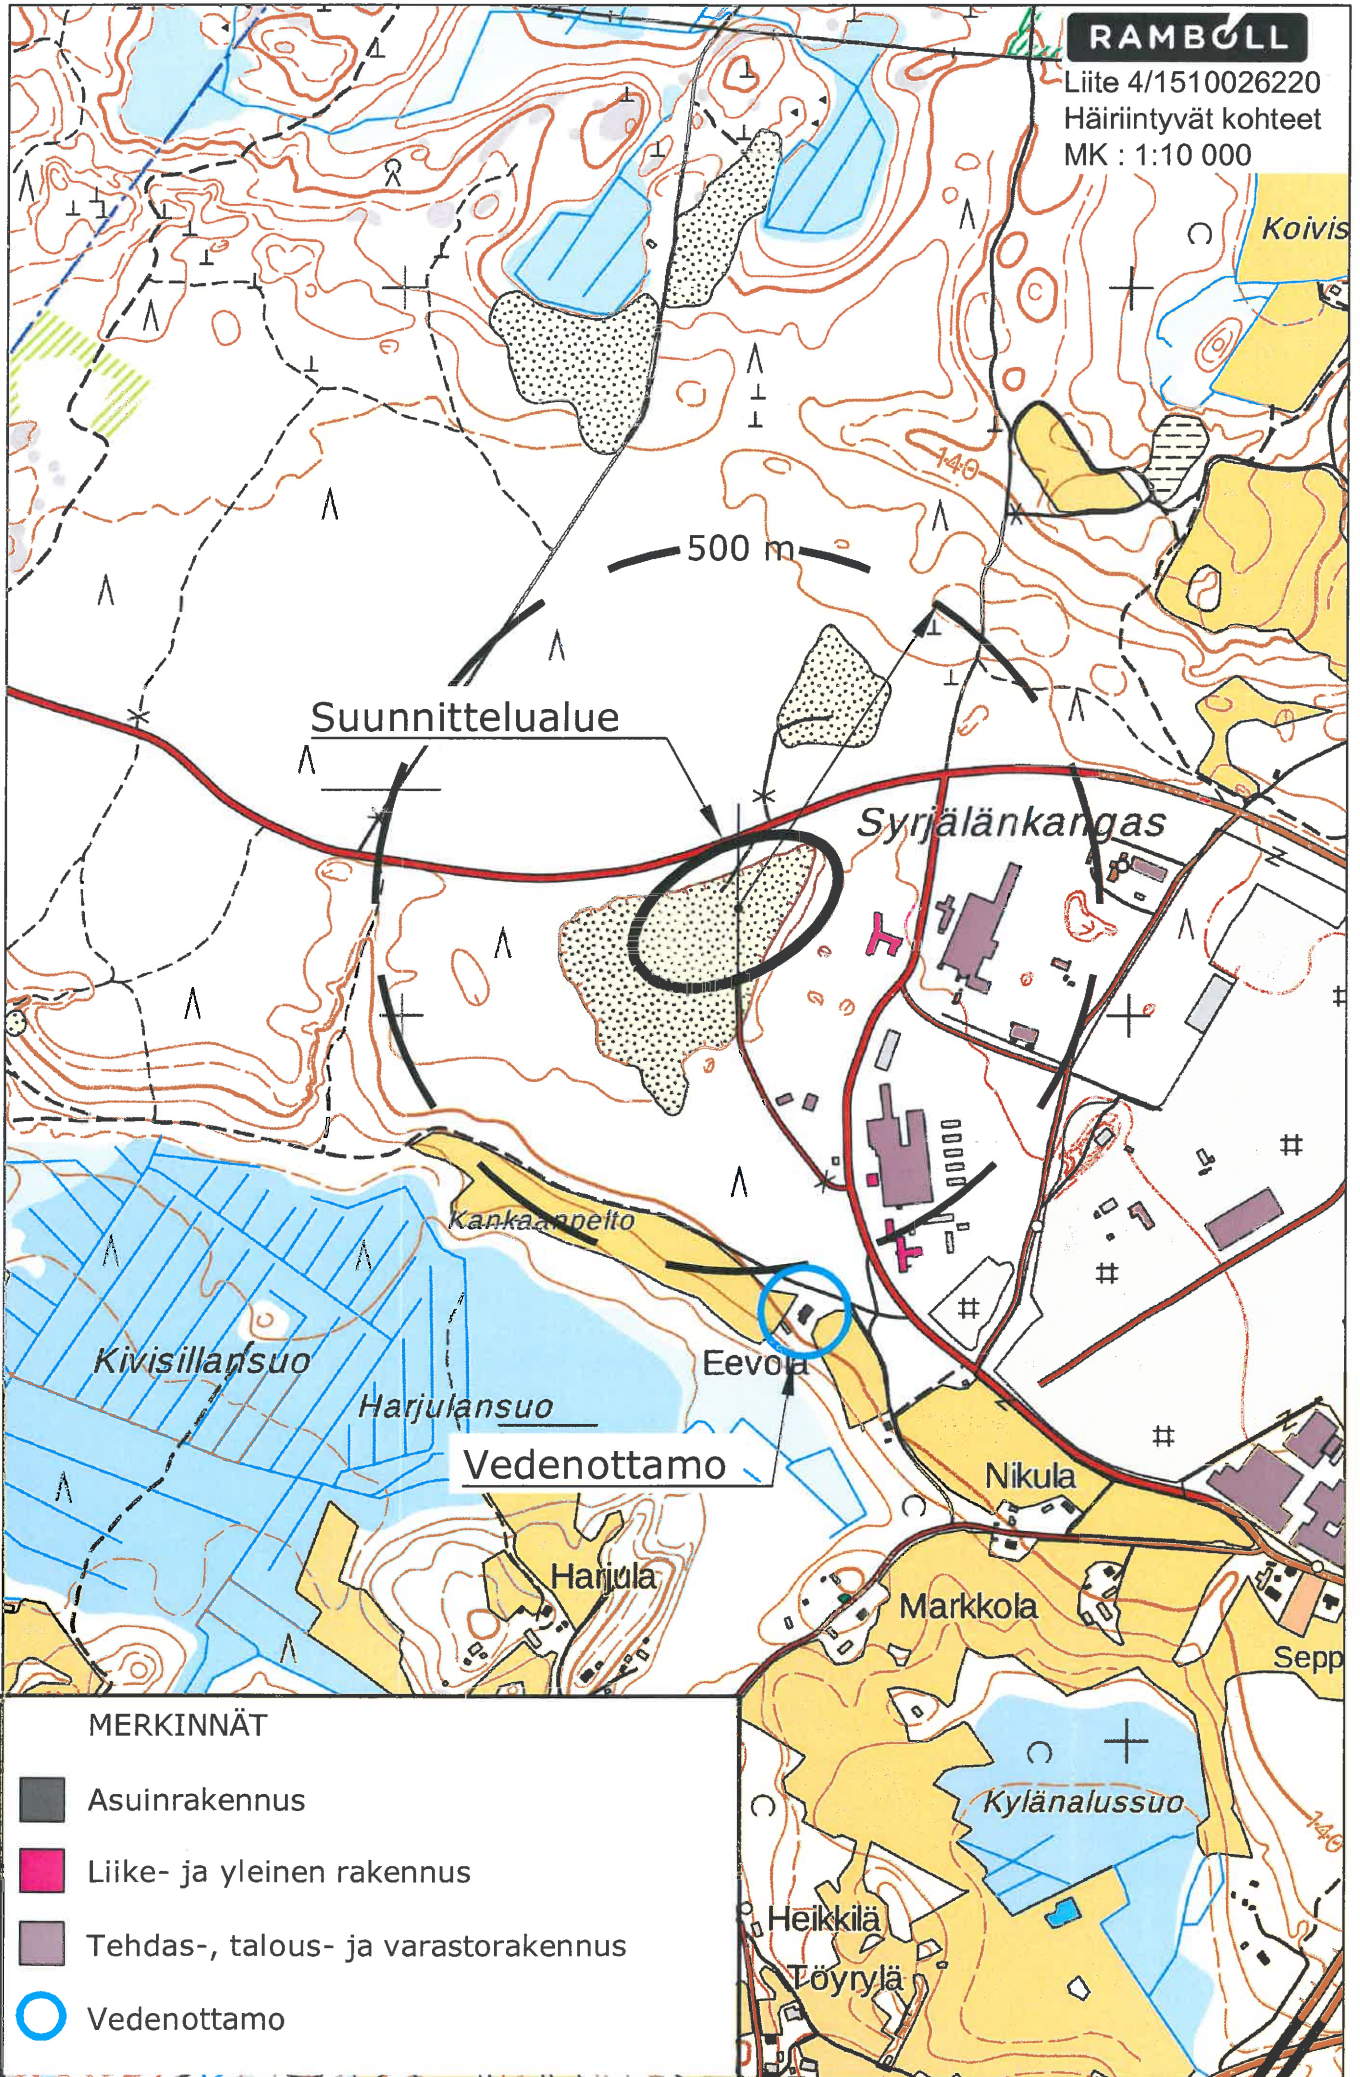 RAMBOLL
Liite 4/1510026220
Häiriintyvät kohteet
MK : 1:10 000
Koivis
140
500 m
Suunnittelualue
Syrjälänkangas
Kankaanpelto
Eevola
Kivisillansuo
Harjulansuo
Vedenottamo
Nikula
Harjula
Markkola
Sepp
Kylänalussuo
140
Heikkilä
Töyrylä
MERKINNÄT
Asuinrakennus
Liike- ja yleinen rakennus
Tehdas-, talous- ja varastorakennus
Vedenottamo